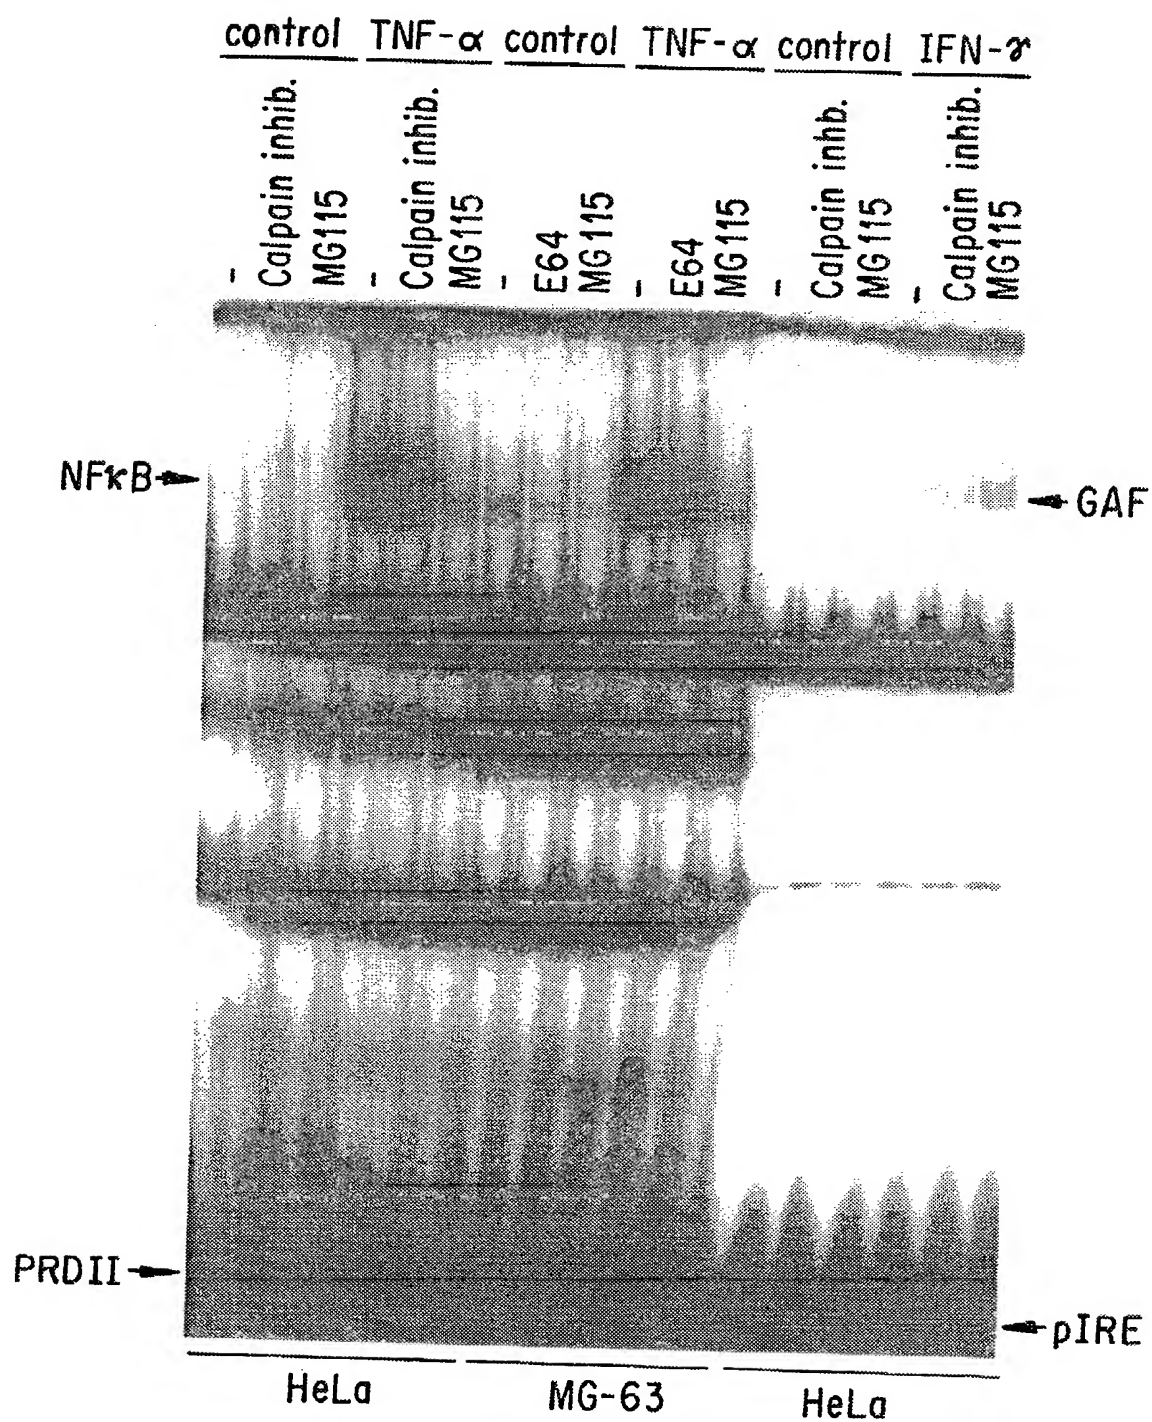 control TNF-α control TNF-α control IFN-γ
- Calpain inhib. MG115 - Calpain inhib. MG115 - E64 MG115 - E64 MG115 - Calpain inhb. MG115 - Calpain inhib. MG115
NFκB
GAF
PRDII
pIRE
HeLa MG-63 HeLa